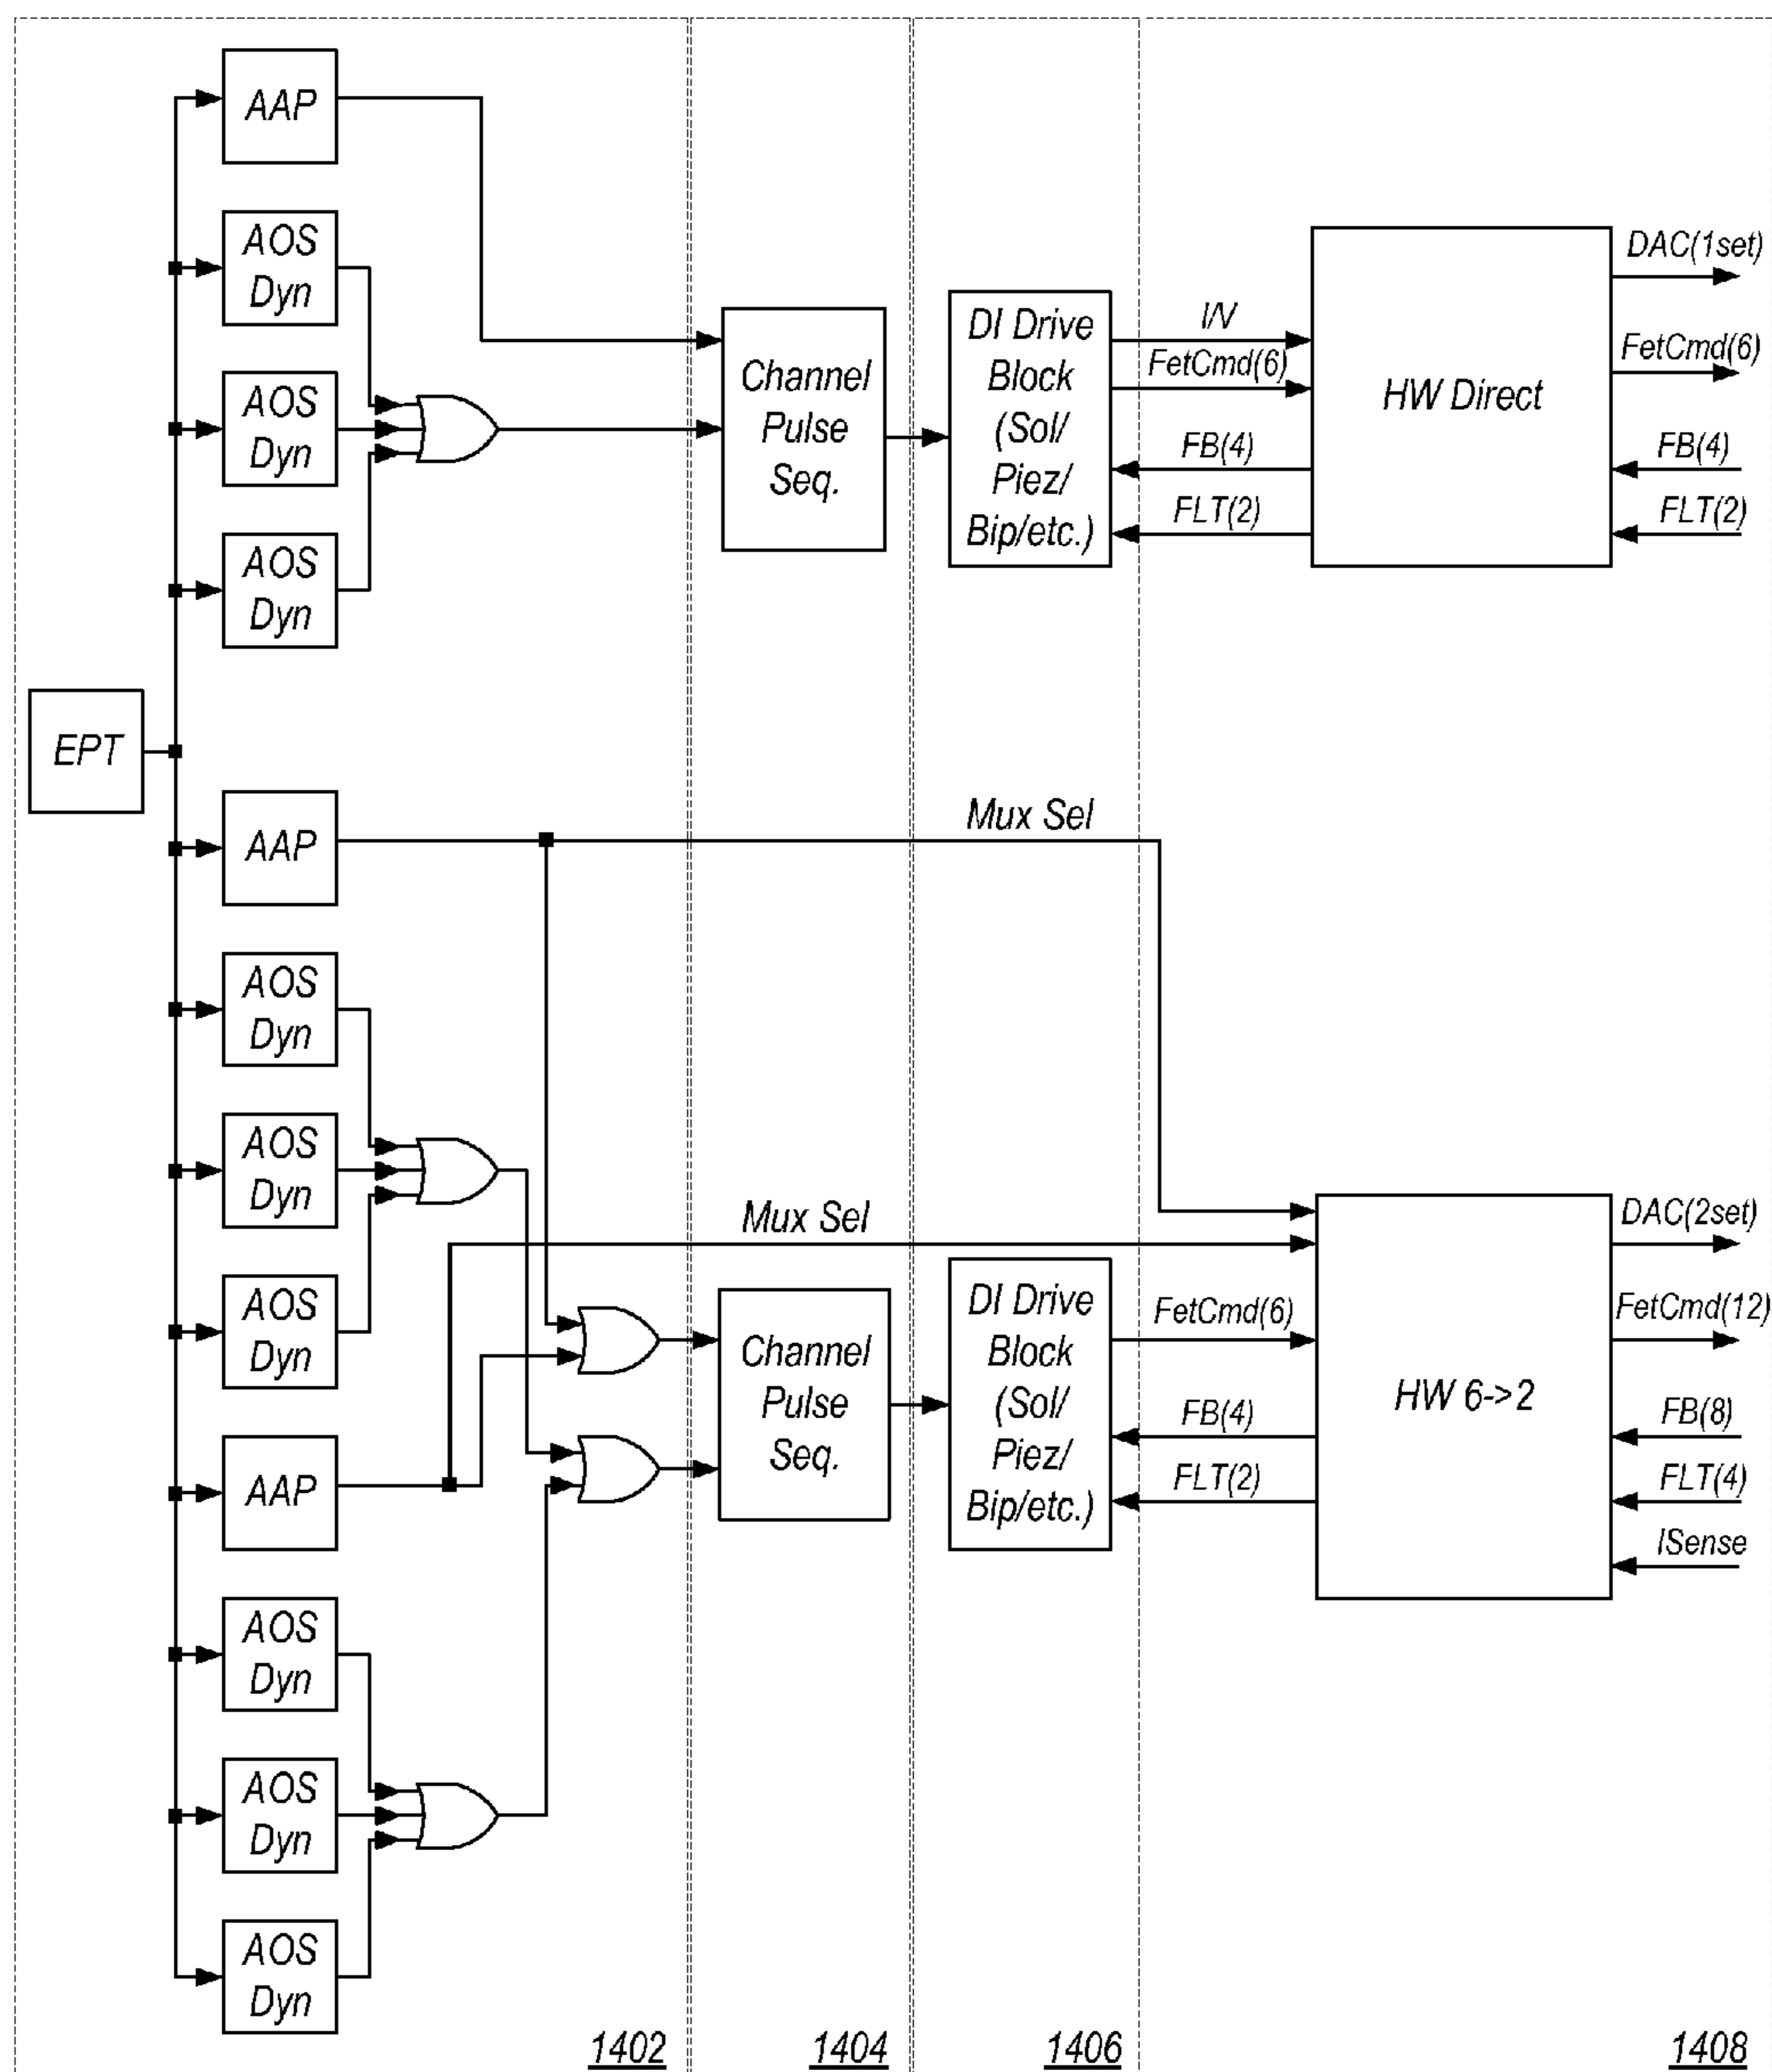 AAP
AOS
Dyn
AOS
Dyn
AOS
Dyn
Channel
Pulse
Seq.
DI Drive
Block
(Sol/
Piez/
Bip/etc.)
I/V
FetCmd(6)
FB(4)
FLT(2)
HW Direct
DAC(1set)
FetCmd(6)
FB(4)
FLT(2)
EPT
AAP
Mux Sel
AOS
Dyn
AOS
Dyn
AOS
Dyn
Mux Sel
AAP
Channel
Pulse
Seq.
DI Drive
Block
(Sol/
Piez/
Bip/etc.)
FetCmd(6)
FB(4)
FLT(2)
HW 6->2
DAC(2set)
FetCmd(12)
FB(8)
FLT(4)
ISense
AOS
Dyn
AOS
Dyn
AOS
Dyn
1402
1404
1406
1408